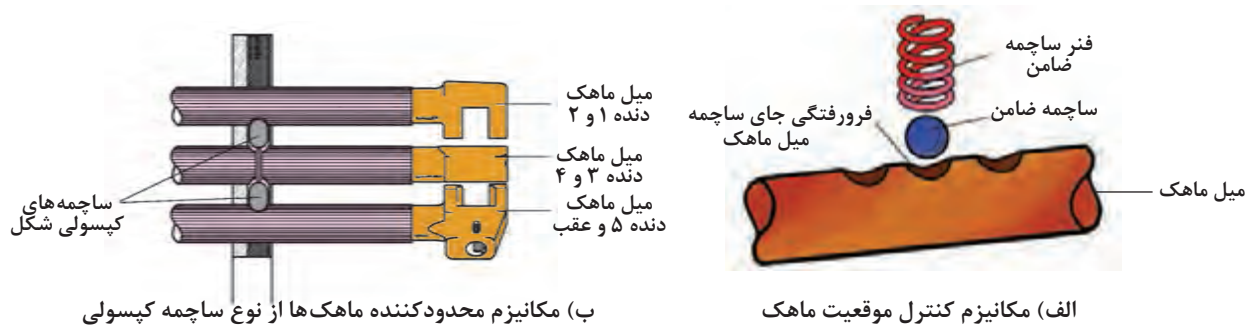 فنر ساچمه
ضامن
ساچمه ضامن
فرورفتگی جای ساچمه
میل ماهک
میل ماهک
الف) مکانیزم کنترل موقعیت ماهک
میل ماهک
دنده ۱ و ۲
میل ماهک
دنده ۳ و ۴
میل ماهک
دنده ۵ و عقب
ساچمه‌های
کپسولی شکل
ب) مکانیزم محدودکننده ماهک‌ها از نوع ساچمه کپسولی